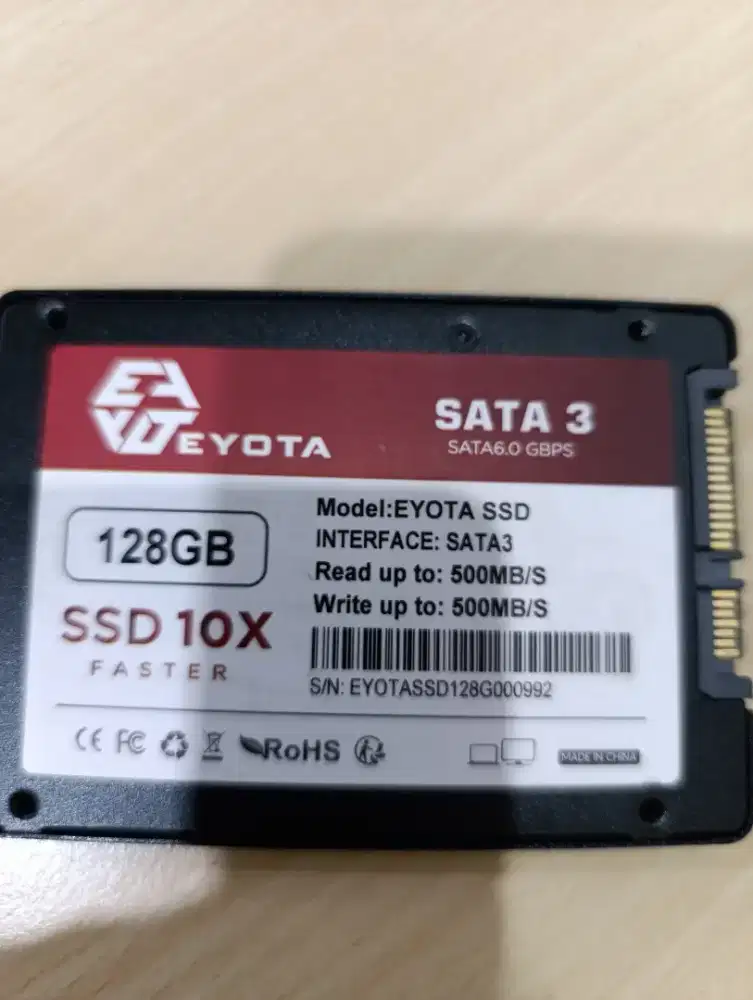 EYOTA
SATA 3
SATA6.0 GBPS
128GB
SSD 10X
FASTER
Model:EYOTA SSD
INTERFACE: SATA3
Read up to: 500MB/S
Write up to: 500MB/S
S/N: EYOTASSD128G000992
CE FC RoHS
MADE IN CHINA